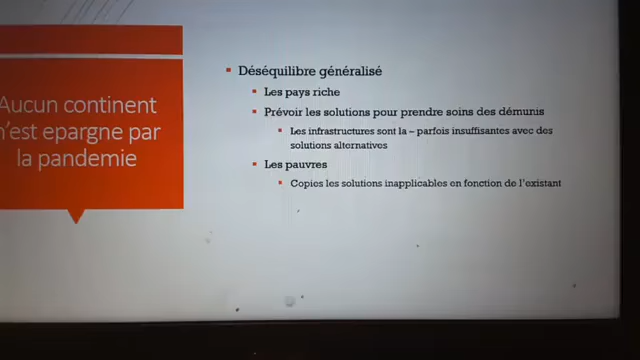 Aucun continent
n'est epargne par
la pandemie
Déséquilibre généralisé
Les pays riche
Prévoir les solutions pour prendre soins des démunis
Les infrastructures sont la – parfois insuffisantes avec des
solutions alternatives
Les pauvres
Copies les solutions inapplicables en fonction de l'existant